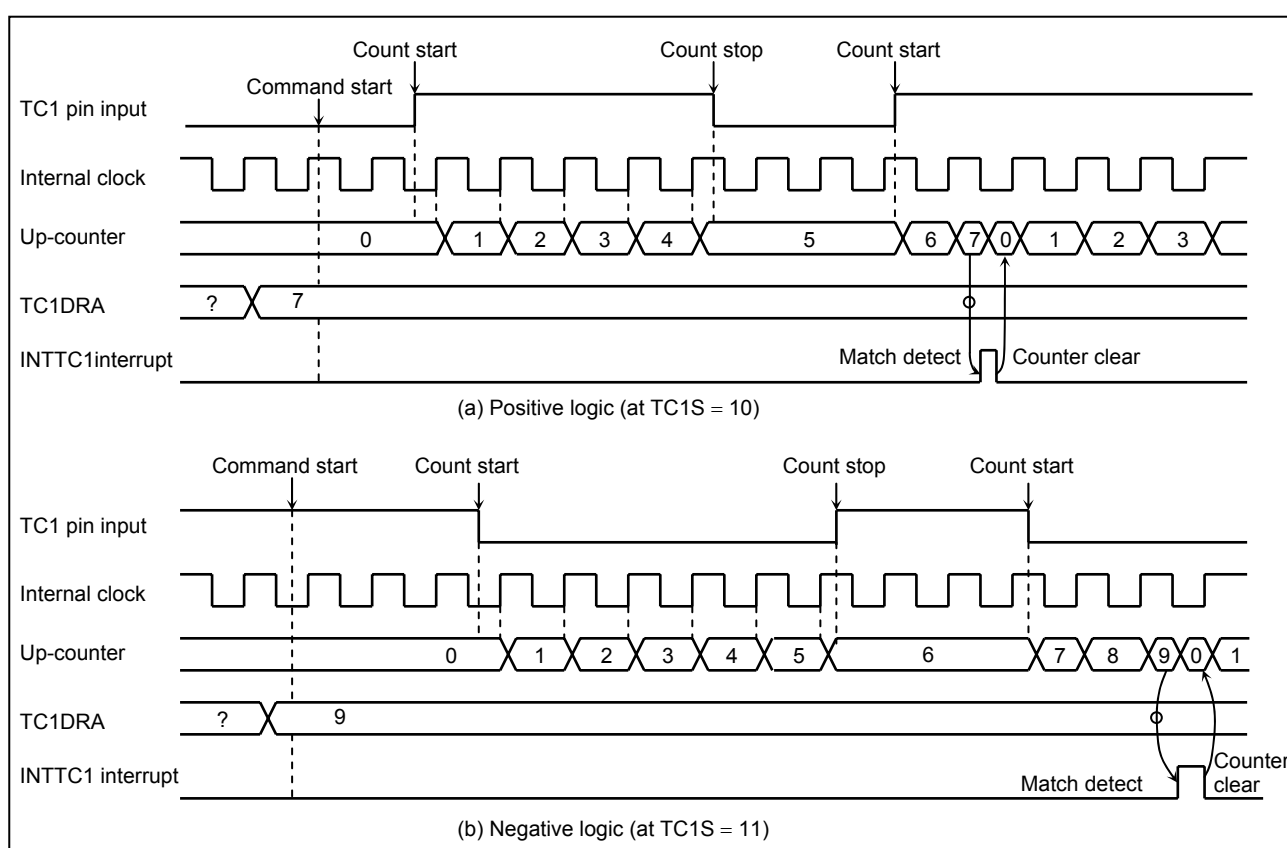 Count start Count stop Count start
Command start
TC1 pin input
Internal clock
Up-counter 0 1 2 3 4 5 6 7 0 1 2 3
TC1DRA ? 7
INTTC1interrupt Match detect Counter clear
(a) Positive logic (at TC1S = 10)
Command start Count start Count stop Count start
TC1 pin input
Internal clock
Up-counter 0 1 2 3 4 5 6 7 8 9 0 1
TC1DRA ? 9
INTTC1 interrupt Match detect Counter clear
(b) Negative logic (at TC1S = 11)